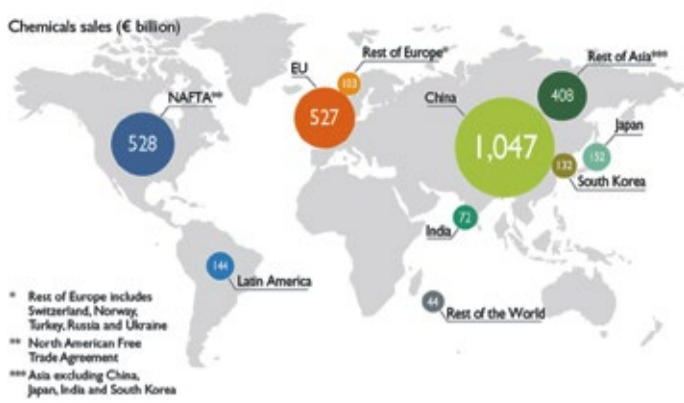 Chemicals sales (€ billion)
Rest of Europe*
103
EU
527
Rest of Asia***
408
NAFTA**
528
China
1,047
Japan
152
132
South Korea
72
India
144
Latin America
44
Rest of the World
* Rest of Europe includes
Switzerland, Norway,
Turkey, Russia and Ukraine
** North American Free
Trade Agreement
*** Asia excluding China,
Japan, India and South Korea